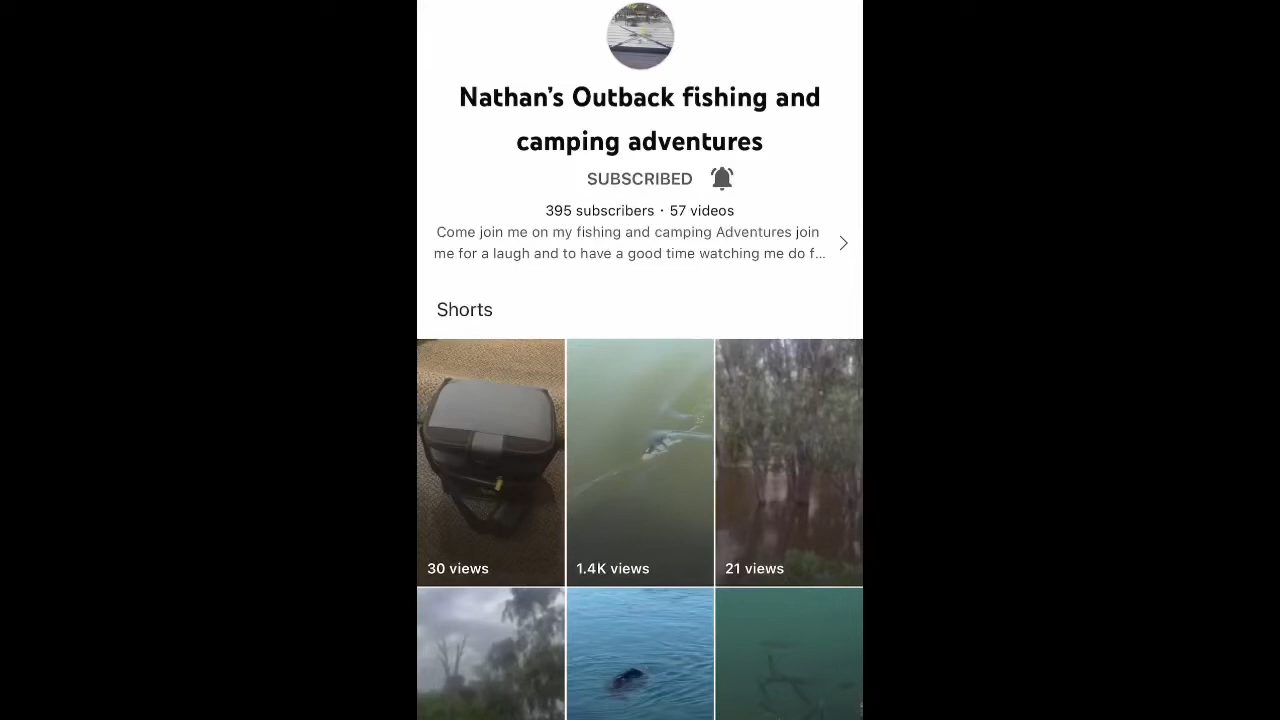 Nathan's Outback fishing and
camping adventures
SUBSCRIBED
395 subscribers · 57 videos
Come join me on my fishing and camping Adventures join
me for a laugh and to have a good time watching me do f...
Shorts
30 views
1.4K views
21 views